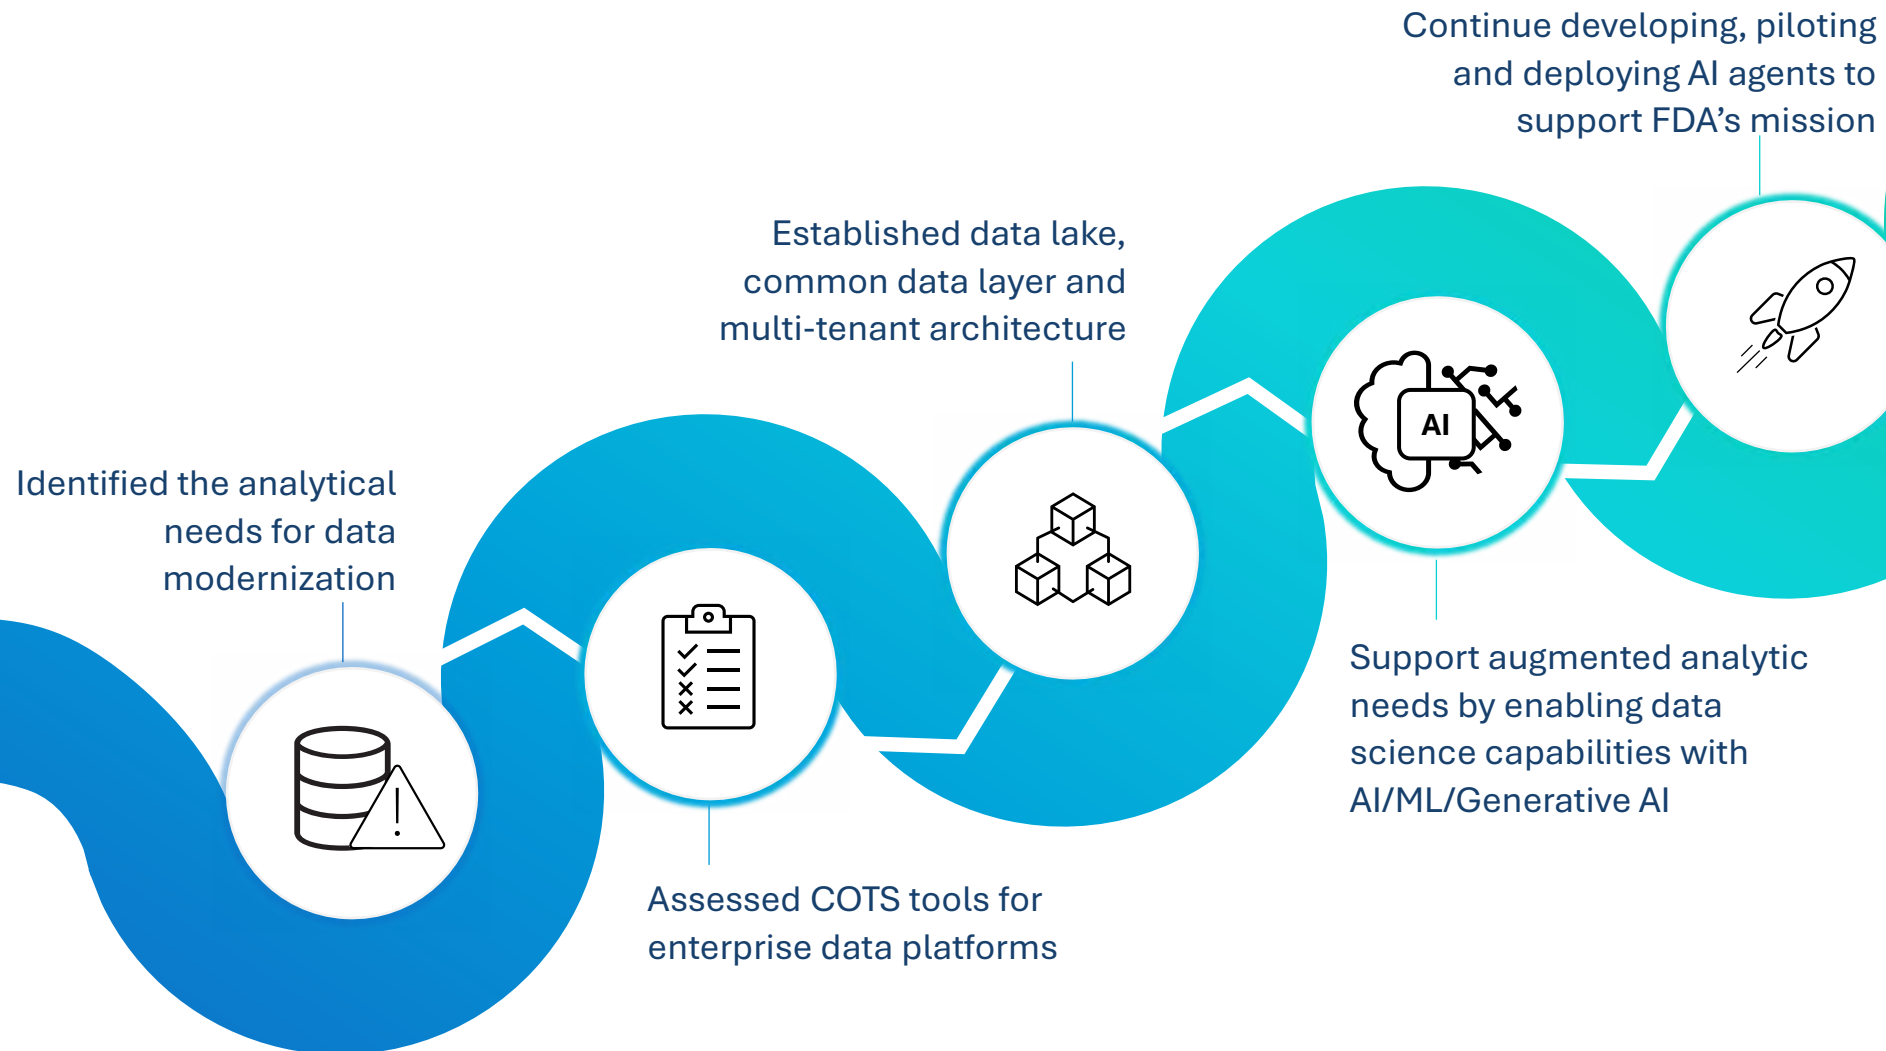 Identified the analytical
needs for data
modernization
Assessed COTS tools for
enterprise data platforms
Established data lake,
common data layer and
multi-tenant architecture
AI
Support augmented analytic
needs by enabling data
science capabilities with
AI/ML/Generative AI
Continue developing, piloting
and deploying AI agents to
support FDA’s mission